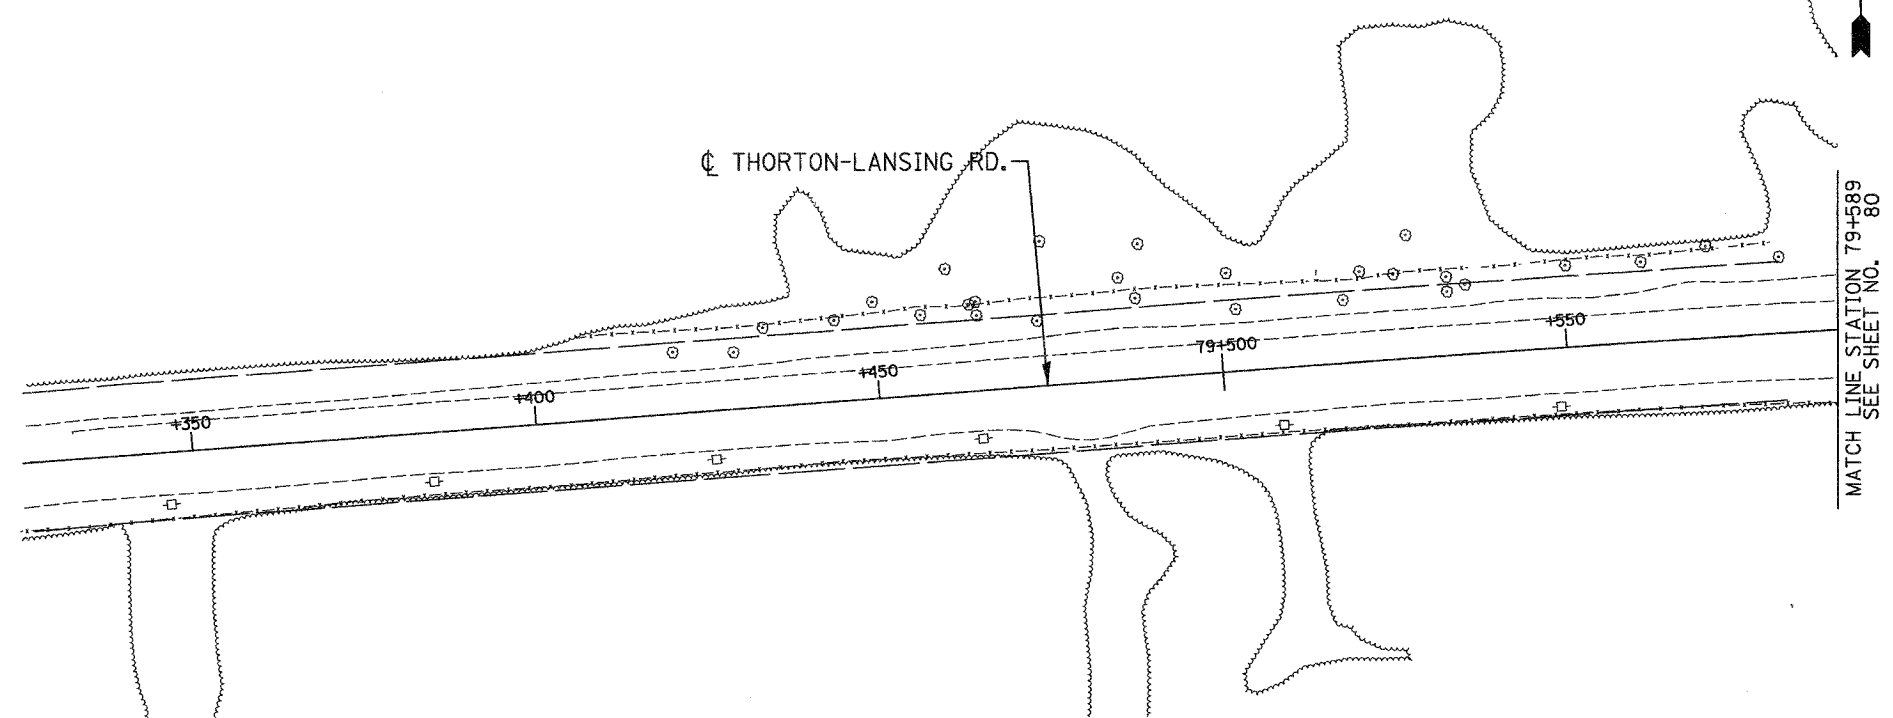 ℄ THORTON-LANSING RD.
+350
+400
+450
79+500
+550
MATCH LINE STATION 79+589
SEE SHEET NO. 80